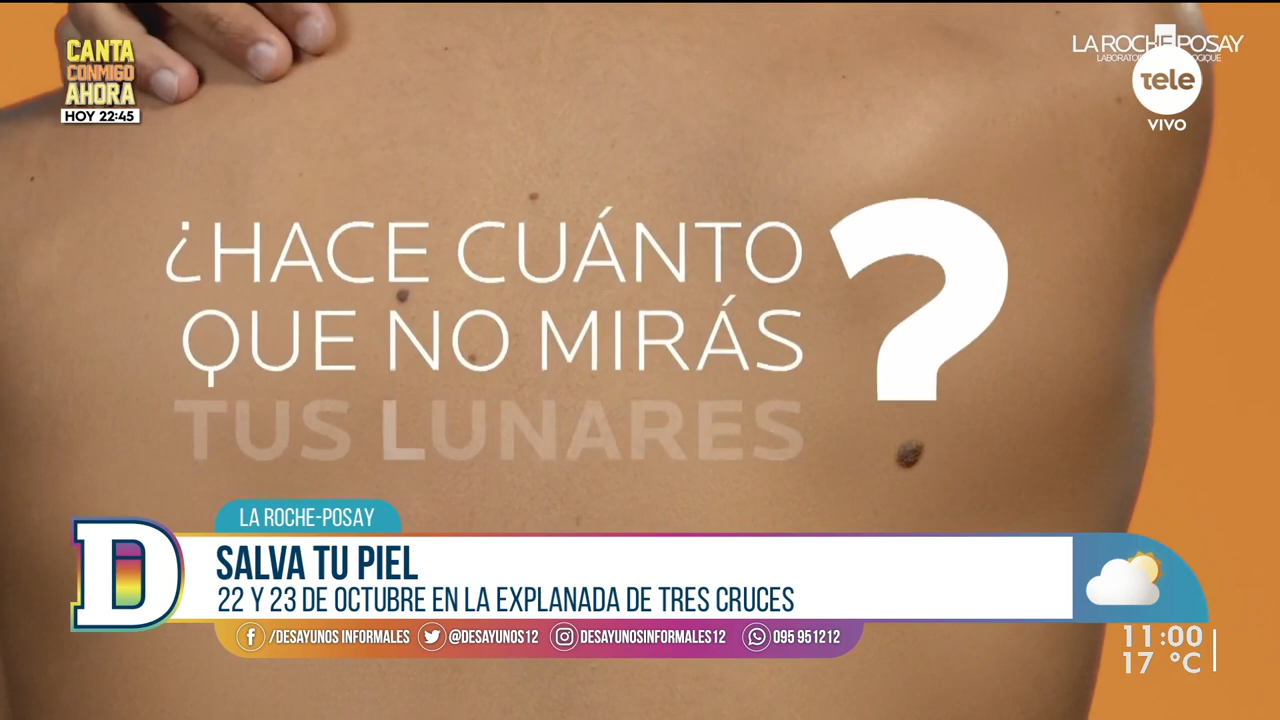 CANTA
CONMIGO
AHORA
HOY 22:45
LA ROCHE-POSAY
tele
VIVO
¿HACE CUÁNTO
QUE NO MIRÁS
TUS LUNARES
?
LA ROCHE-POSAY
D
SALVA TU PIEL
22 Y 23 DE OCTUBRE EN LA EXPLANADA DE TRES CRUCES
/DESAYUNOS INFORMALES @DESAYUNOS12 DESAYUNOSINFORMALES12 095 951212
11:00
17 °C